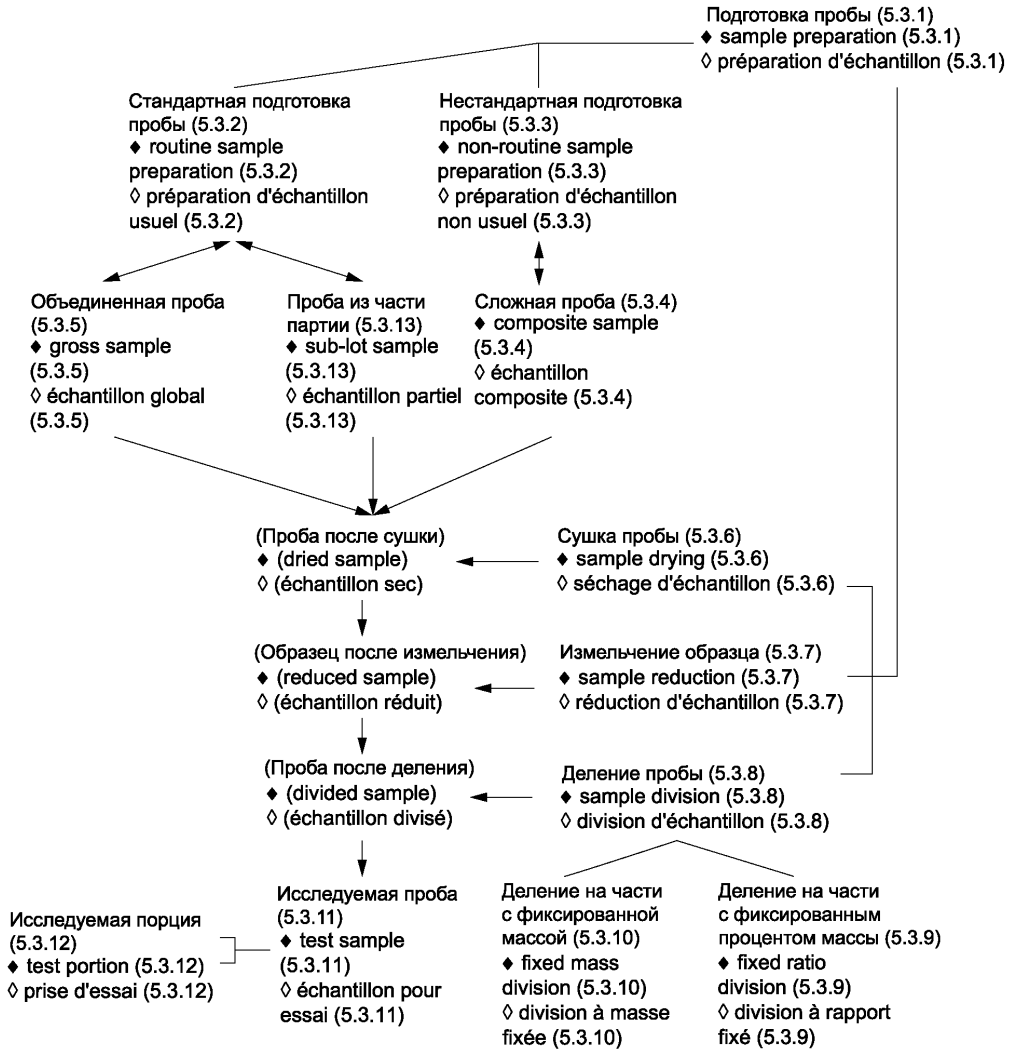 Подготовка пробы (5.3.1)
♦ sample preparation (5.3.1)
◊ préparation d'échantillon (5.3.1)
Стандартная подготовка
пробы (5.3.2)
♦ routine sample
preparation (5.3.2)
◊ préparation d'échantillon
usuel (5.3.2)
Нестандартная подготовка
пробы (5.3.3)
♦ non-routine sample
preparation (5.3.3)
◊ préparation d'échantillon
non usuel (5.3.3)
Объединенная проба
(5.3.5)
♦ gross sample
(5.3.5)
◊ échantillon global
(5.3.5)
Проба из части
партии (5.3.13)
♦ sub-lot sample
(5.3.13)
◊ échantillon partiel
(5.3.13)
Сложная проба (5.3.4)
♦ composite sample
(5.3.4)
◊ échantillon
composite (5.3.4)
(Проба после сушки)
♦ (dried sample)
◊ (échantillon sec)
Сушка пробы (5.3.6)
♦ sample drying (5.3.6)
◊ séchage d'échantillon (5.3.6)
(Образец после измельчения)
♦ (reduced sample)
◊ (échantillon réduit)
Измельчение образца (5.3.7)
♦ sample reduction (5.3.7)
◊ réduction d'échantillon (5.3.7)
(Проба после деления)
♦ (divided sample)
◊ (échantillon divisé)
Деление пробы (5.3.8)
♦ sample division (5.3.8)
◊ division d'échantillon (5.3.8)
Исследуемая порция
(5.3.12)
♦ test portion (5.3.12)
◊ prise d'essai (5.3.12)
Исследуемая проба
(5.3.11)
♦ test sample
(5.3.11)
◊ échantillon pour
essai (5.3.11)
Деление на части
с фиксированной
массой (5.3.10)
♦ fixed mass
division (5.3.10)
◊ division à masse
fixée (5.3.10)
Деление на части
с фиксированным
процентом массы (5.3.9)
♦ fixed ratio
division (5.3.9)
◊ division à rapport
fixé (5.3.9)